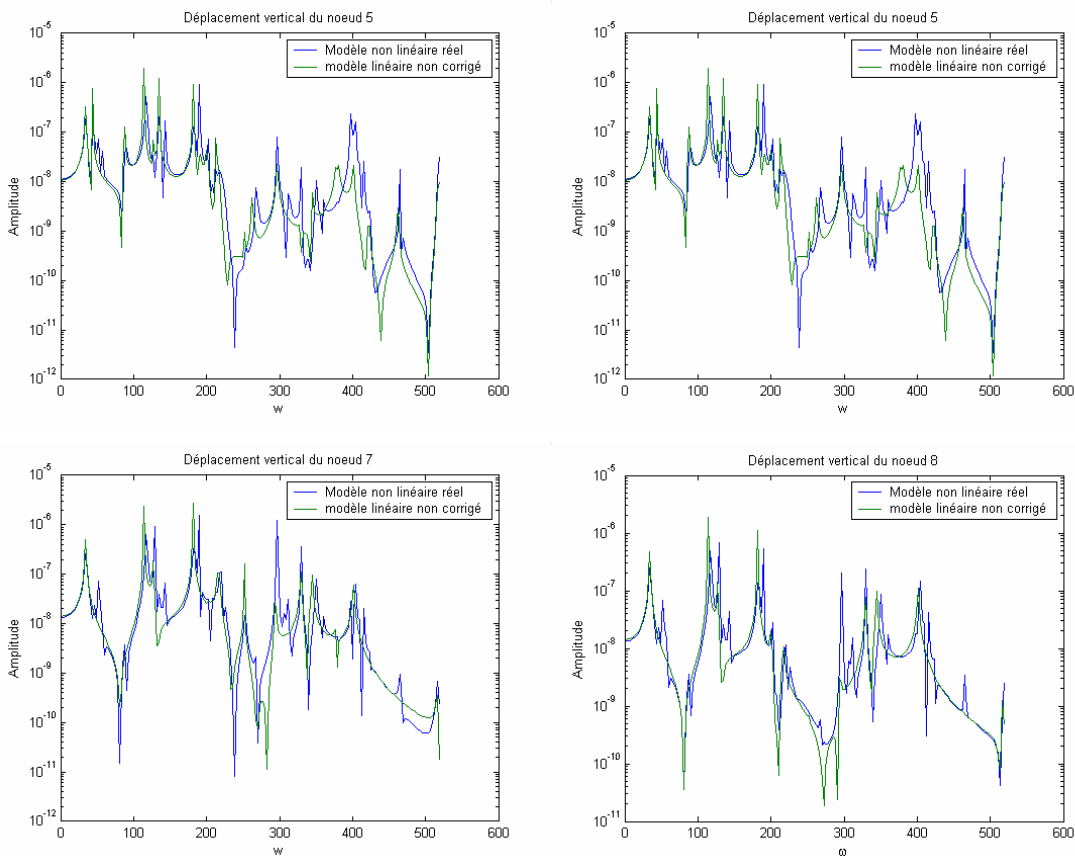 Déplacement vertical du noeud 5
Modèle non linéaire réel
modèle linéaire non corrigé
Amplitude
10^-5
10^-6
10^-7
10^-8
10^-9
10^-10
10^-11
10^-12
0 100 200 300 400 500 600
w
Déplacement vertical du noeud 5
Modèle non linéaire réel
modèle linéaire non corrigé
Amplitude
10^-5
10^-6
10^-7
10^-8
10^-9
10^-10
10^-11
10^-12
0 100 200 300 400 500 600
ω
Déplacement vertical du noeud 7
Modèle non linéaire réel
modèle linéaire non corrigé
Amplitude
10^-5
10^-6
10^-7
10^-8
10^-9
10^-10
10^-11
10^-12
0 100 200 300 400 500 600
w
Déplacement vertical du noeud 8
Modèle non linéaire réel
modèle linéaire non corrigé
Amplitude
10^-5
10^-6
10^-7
10^-8
10^-9
10^-10
10^-11
0 100 200 300 400 500 600
ω